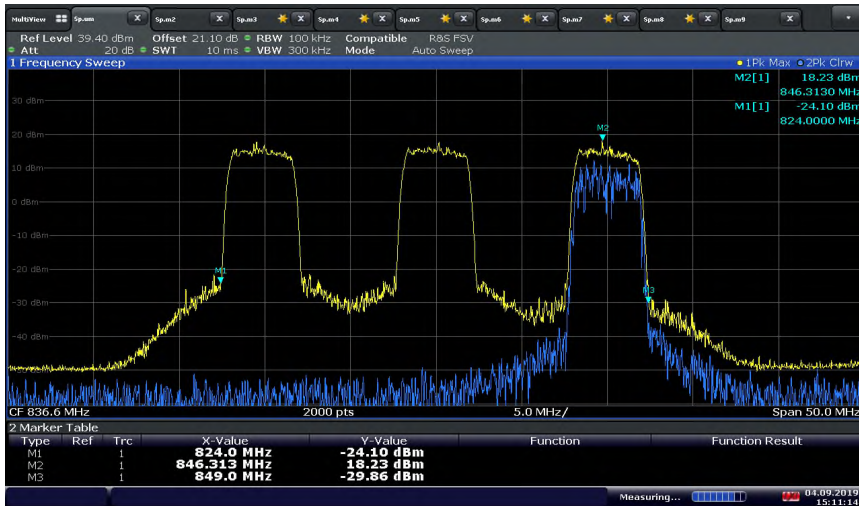 MultiView Sp.um X Sp.m2 X Sp.m3 X Sp.m4 X Sp.m5 X Sp.m6 X Sp.m7 X Sp.m8 X Sp.m9 X
Ref Level 39.40 dBm Offset 21.10 dB RBW 100 kHz Compatible R&S FSV
Att 20 dB SWT 10 ms VBW 300 kHz Mode Auto Sweep
1 Frequency Sweep 1Pk Max 2Pk Clrw
M2[1] 18.23 dBm
846.3130 MHz
M1[1] -24.10 dBm
824.0000 MHz
30 dBm
M2
20 dBm
10 dBm
0 dBm
-10 dBm
-20 dBm
M1
M3
-30 dBm
-40 dBm
CF 836.6 MHz 2000 pts 5.0 MHz/ Span 50.0 MHz
2 Marker Table
Type Ref Trc X-Value Y-Value Function Function Result
M1 1 824.0 MHz -24.10 dBm
M2 1 846.313 MHz 18.23 dBm
M3 1 849.0 MHz -29.86 dBm
Measuring... 04.09.2019
15:11:14